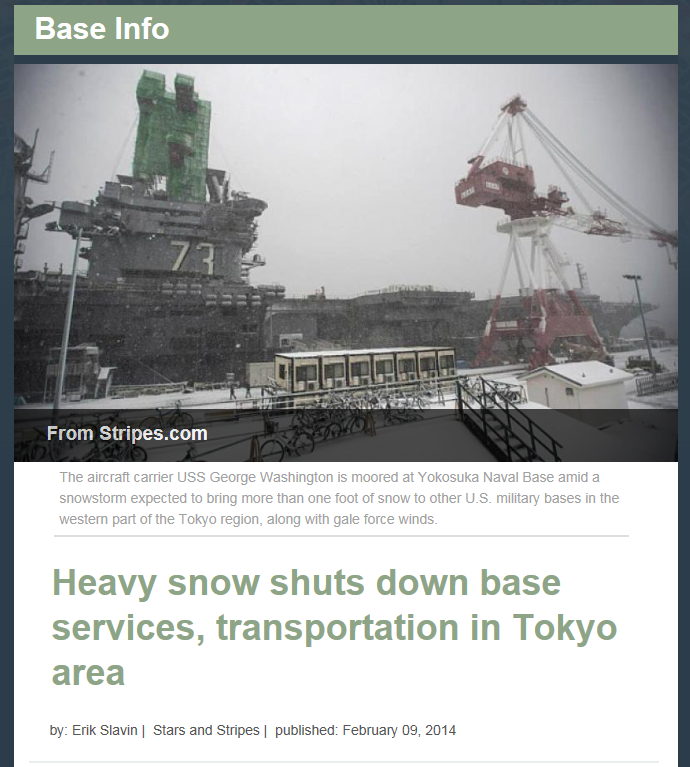 Base Info
73
From Stripes.com
The aircraft carrier USS George Washington is moored at Yokosuka Naval Base amid a
snowstorm expected to bring more than one foot of snow to other U.S. military bases in the
western part of the Tokyo region, along with gale force winds.
Heavy snow shuts down base
services, transportation in Tokyo
area
by: Erik Slavin | Stars and Stripes | published: February 09, 2014